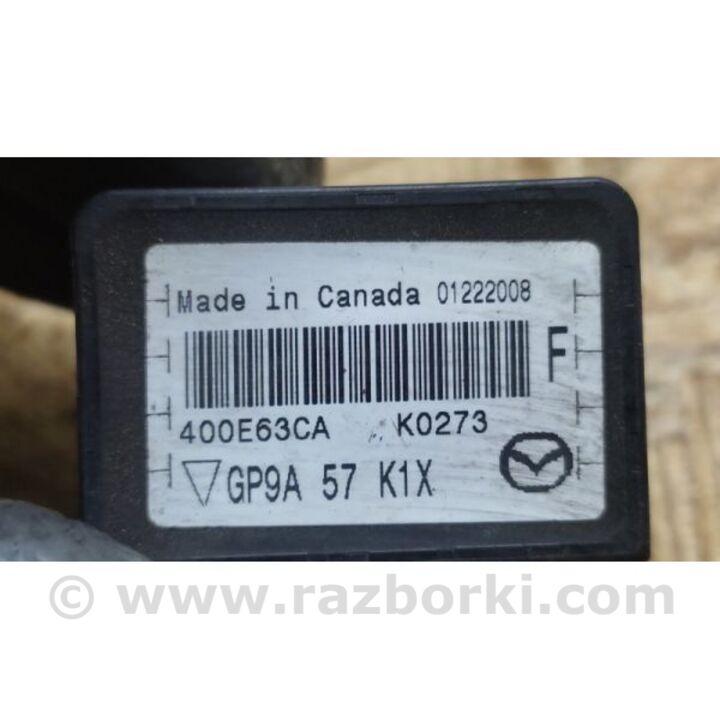 Made in Canada 01222008
F
400E63CA K0273
GP9A 57 K1X
© www.razborki.com